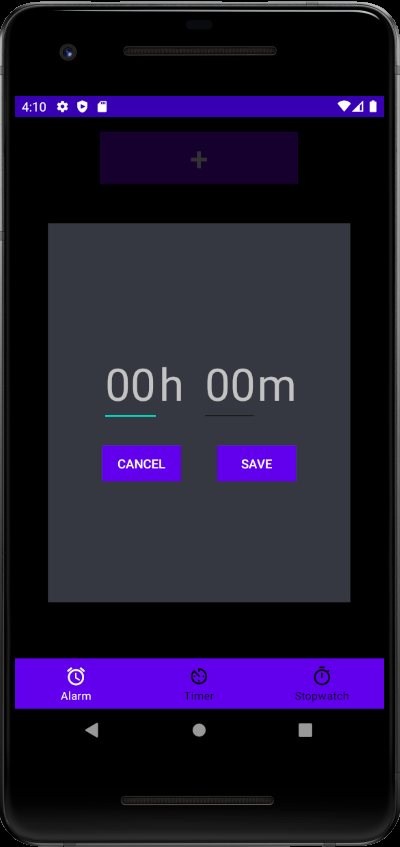 4:10
+
00h 00m
CANCEL SAVE
Alarm Timer Stopwatch